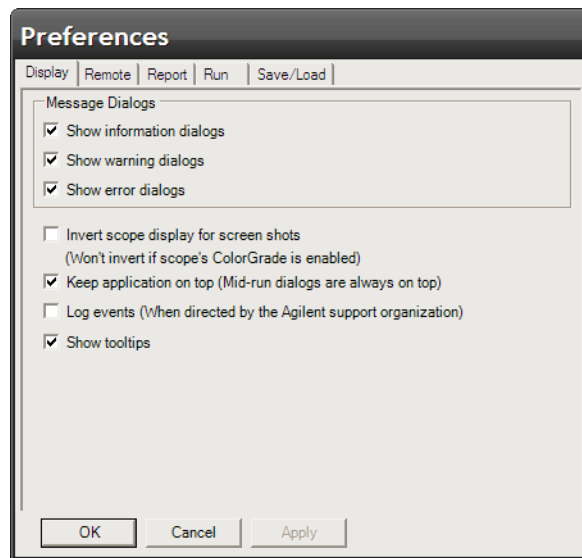 Preferences
Display Remote Report Run Save/Load
Message Dialogs
Show information dialogs
Show warning dialogs
Show error dialogs
Invert scope display for screen shots
(Won't invert if scope's ColorGrade is enabled)
Keep application on top (Mid-run dialogs are always on top)
Log events (When directed by the Agilent support organization)
Show tooltips
OK Cancel Apply